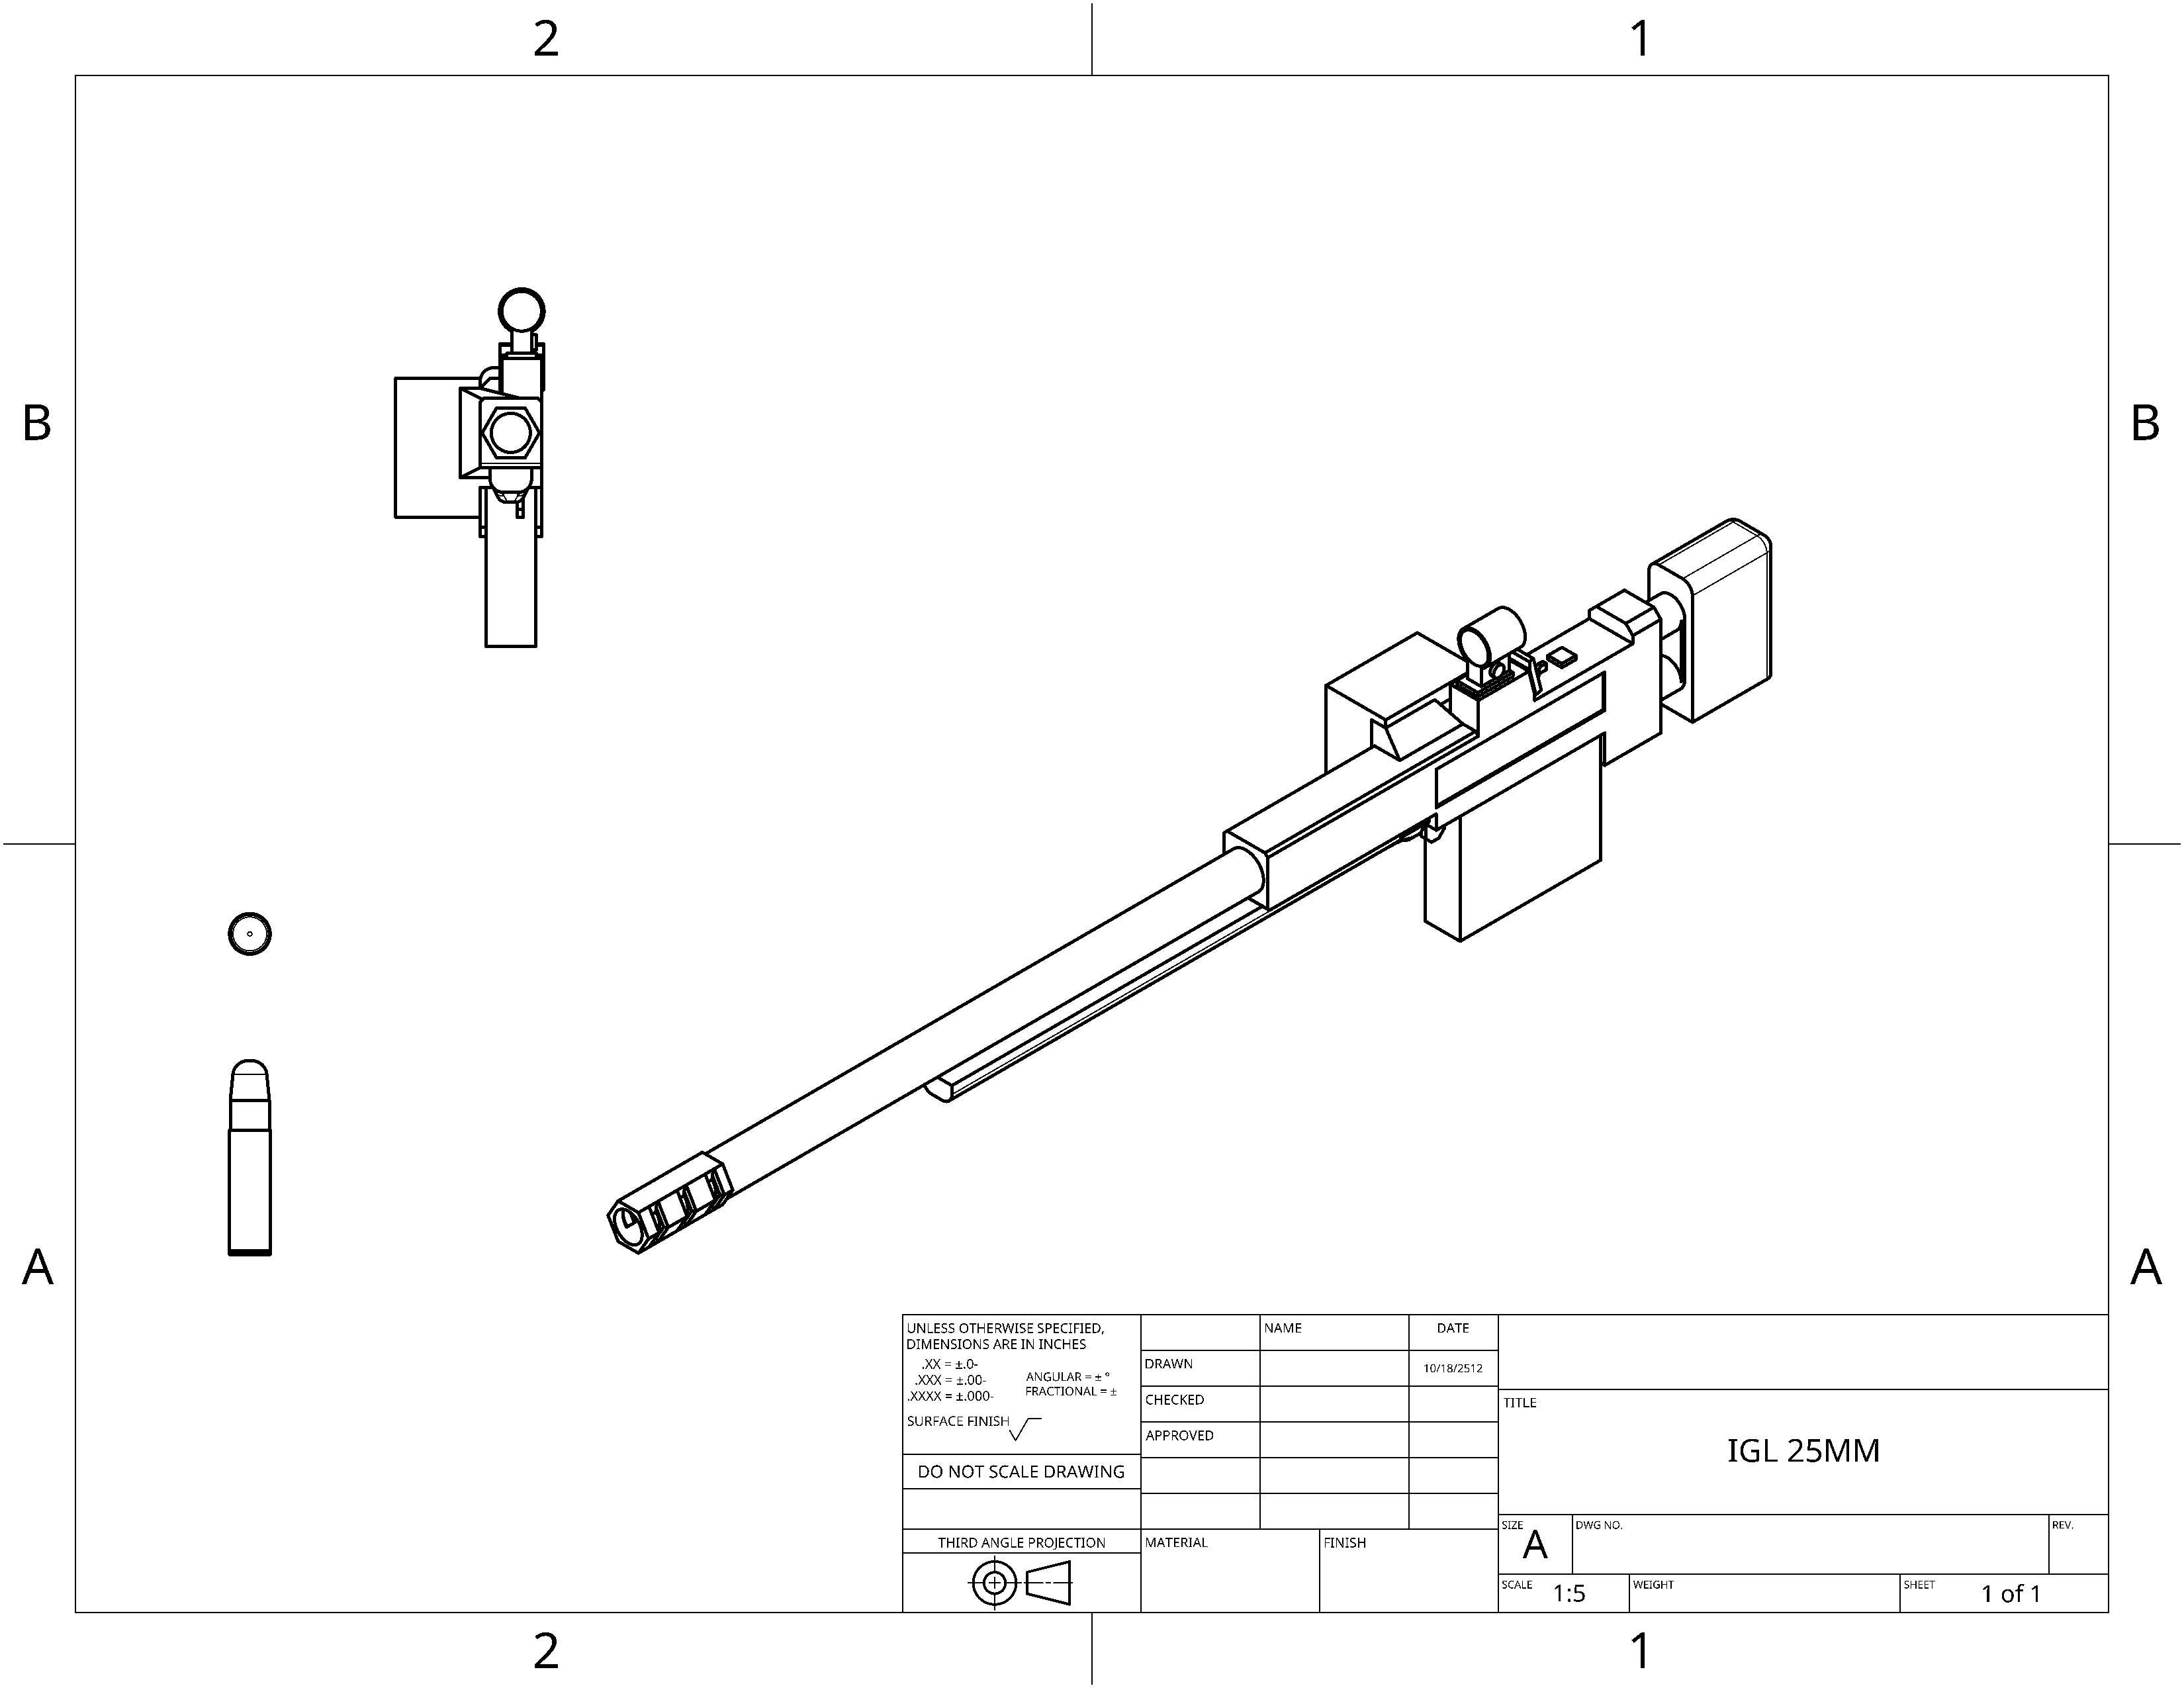 2
1
B
B
A
A
UNLESS OTHERWISE SPECIFIED,
DIMENSIONS ARE IN INCHES
.XX = ±.0-
.XXX = ±.00-
.XXXX = ±.000-
ANGULAR = ± °
FRACTIONAL = ±
SURFACE FINISH
DO NOT SCALE DRAWING
THIRD ANGLE PROJECTION
NAME
DATE
DRAWN
10/18/2512
CHECKED
APPROVED
MATERIAL
FINISH
TITLE
IGL 25MM
SIZE
A
DWG NO.
REV.
SCALE
1:5
WEIGHT
SHEET
1 of 1
2
1